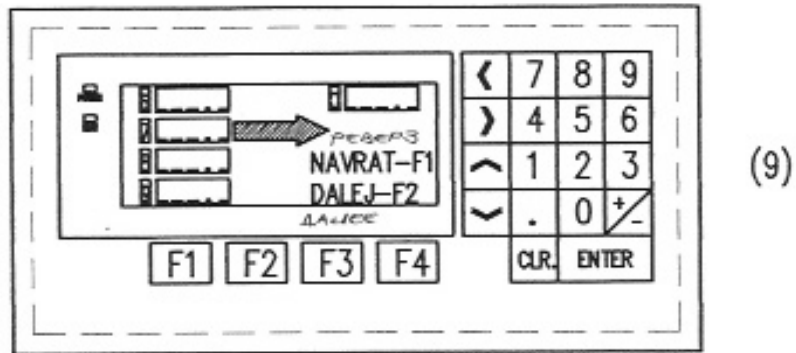 < 7 8 9
> 4 5 6
РЕВЕРЗ
NAVRAT-F1
^ 1 2 3
DALEJ-F2
ДАЛЕЕ
. 0 +/-
F1 F2 F3 F4
CLR. ENTER
(9)